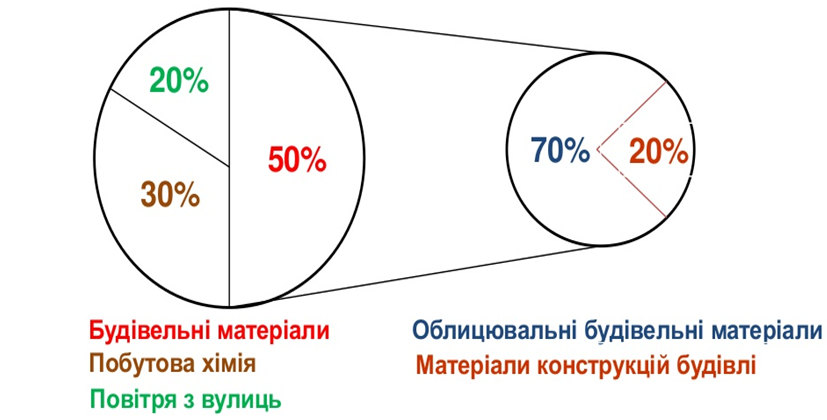 20%
50%
30%
70%
20%
Будівельні матеріали
Побутова хімія
Повітря з вулиць
Облицювальні будівельні матеріали
Матеріали конструкцій будівлі